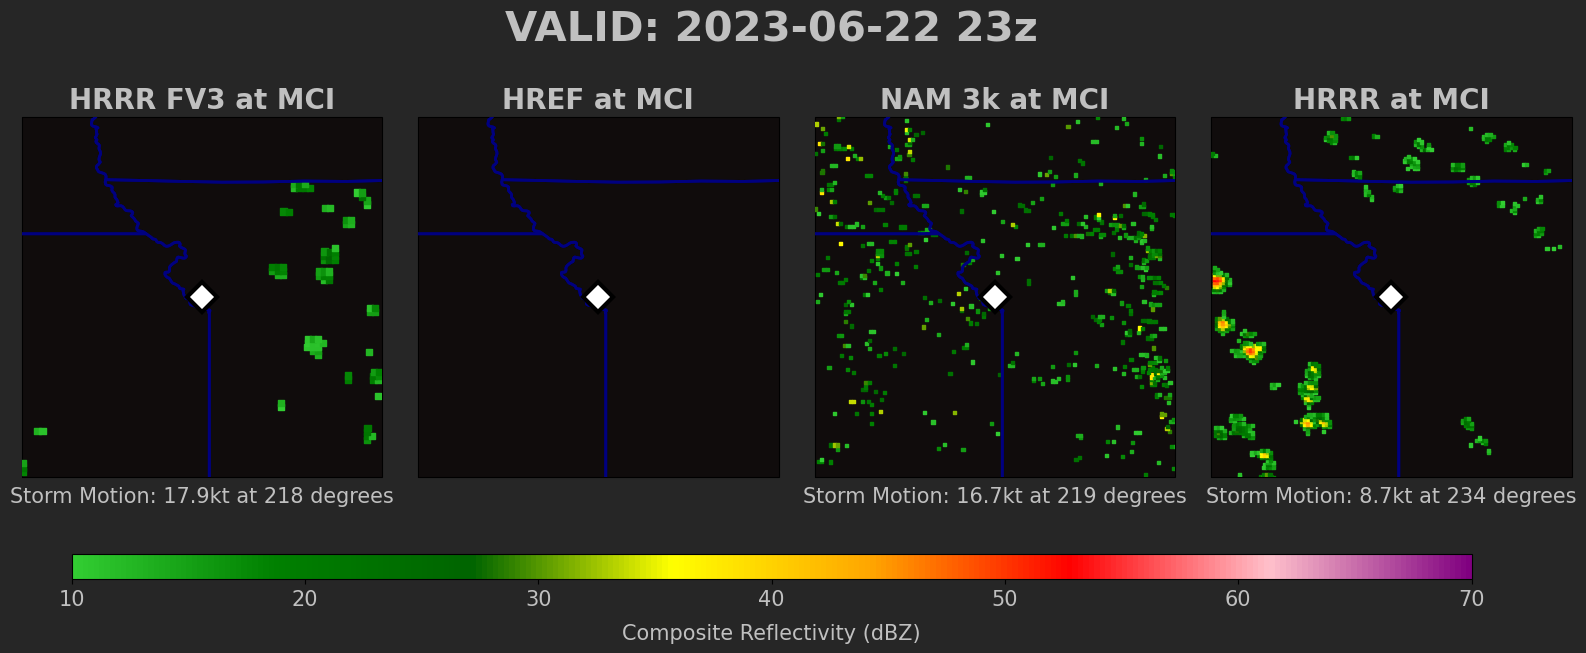 VALID: 2023-06-22 23z
HRRR FV3 at MCI
HREF at MCI
NAM 3k at MCI
HRRR at MCI
Storm Motion: 17.9kt at 218 degrees
Storm Motion: 16.7kt at 219 degrees
Storm Motion: 8.7kt at 234 degrees
10 20 30 40 50 60 70
Composite Reflectivity (dBZ)